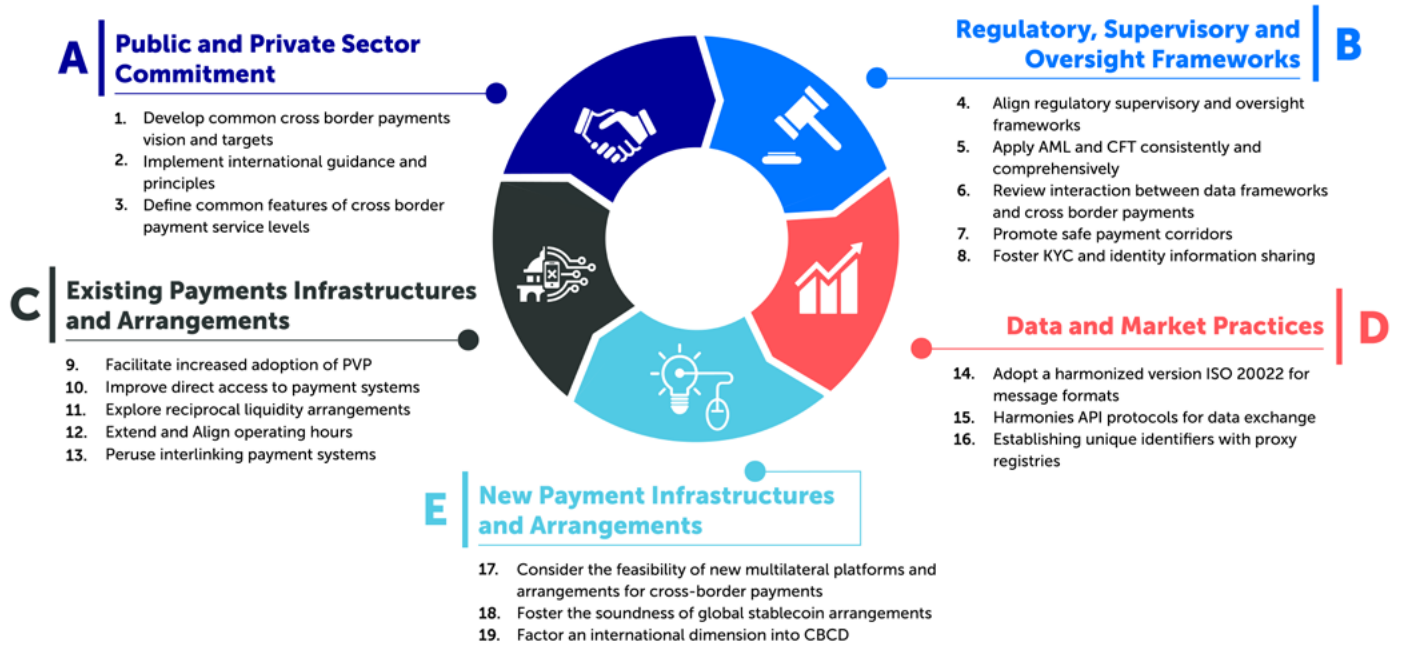 A
Public and Private Sector
Commitment
1. Develop common cross border payments
vision and targets
2. Implement international guidance and
principles
3. Define common features of cross border
payment service levels
Regulatory, Supervisory and
Oversight Frameworks
B
4. Align regulatory supervisory and oversight
frameworks
5. Apply AML and CFT consistently and
comprehensively
6. Review interaction between data frameworks
and cross border payments
7. Promote safe payment corridors
8. Foster KYC and identity information sharing
C
Existing Payments Infrastructures
and Arrangements
9. Facilitate increased adoption of PVP
10. Improve direct access to payment systems
11. Explore reciprocal liquidity arrangements
12. Extend and Align operating hours
13. Peruse interlinking payment systems
Data and Market Practices
D
14. Adopt a harmonized version ISO 20022 for
message formats
15. Harmonies API protocols for data exchange
16. Establishing unique identifiers with proxy
registries
E
New Payment Infrastructures
and Arrangements
17. Consider the feasibility of new multilateral platforms and
arrangements for cross-border payments
18. Foster the soundness of global stablecoin arrangements
19. Factor an international dimension into CBCD